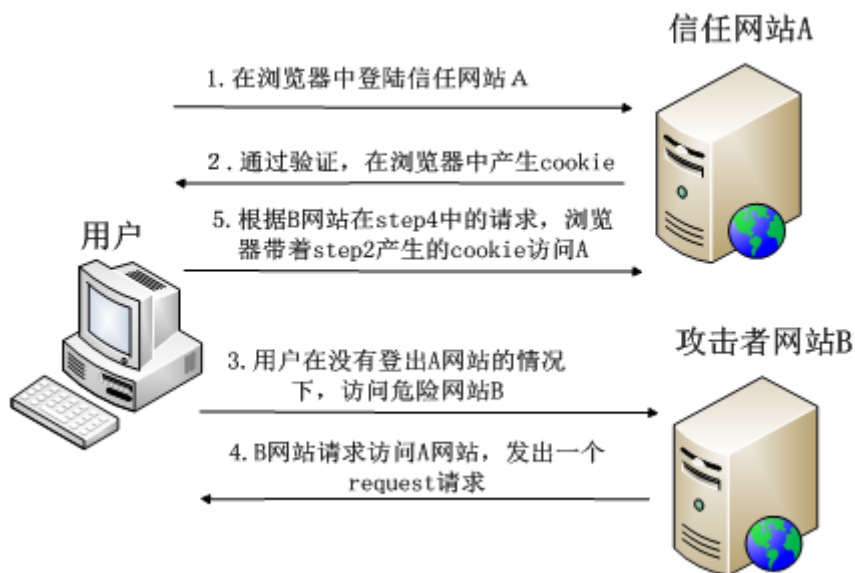 信任网站A
1.在浏览器中登陆信任网站A
2.通过验证，在浏览器中产生cookie
用户
5.根据B网站在step4中的请求，浏览
器带着step2产生的cookie访问A
攻击者网站B
3.用户在没有登出A网站的情况
下，访问危险网站B
4.B网站请求访问A网站，发出一个
request请求